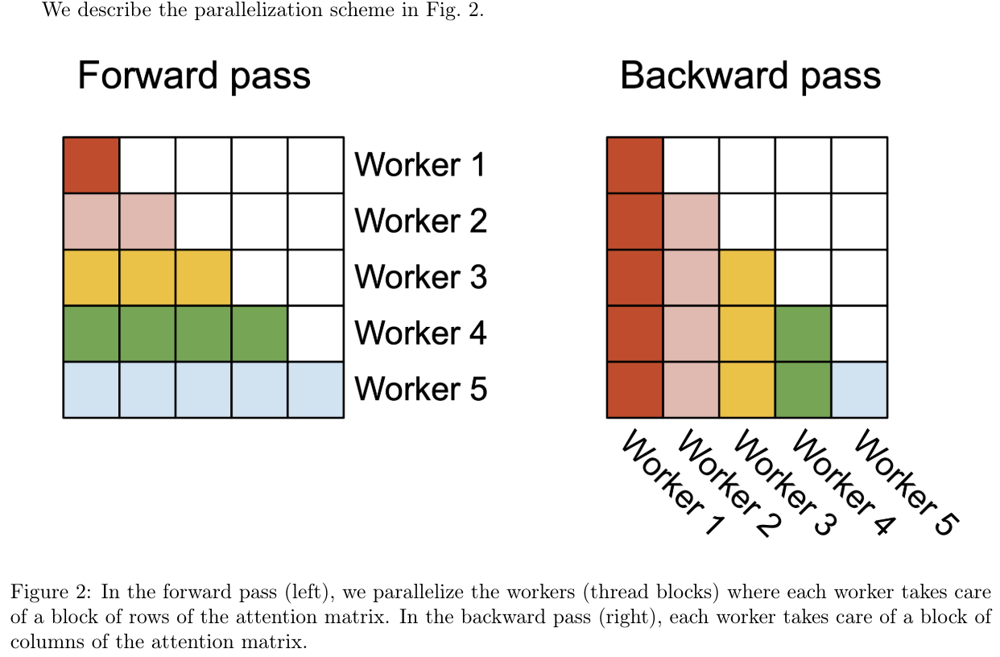 We describe the parallelization scheme in Fig. 2.
Forward pass
Backward pass
Worker 1
Worker 2
Worker 3
Worker 4
Worker 5
Worker 1
Worker 2
Worker 3
Worker 4
Worker 5
Figure 2: In the forward pass (left), we parallelize the workers (thread blocks) where each worker takes care
of a block of rows of the attention matrix. In the backward pass (right), each worker takes care of a block of
columns of the attention matrix.